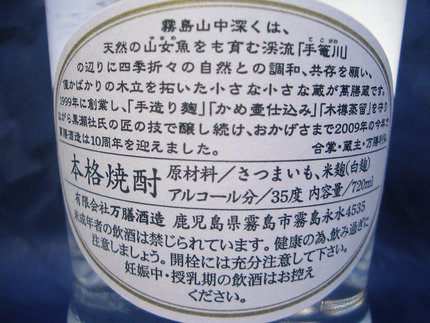 霧島山中深くは、
天然の山女魚をも育む渓流「手篭川」
の辺りに四季折々の自然との調和、共存を願い、
僅かばかりの木立を拓いた小さな小さな蔵が萬膳です。
1999年に創業し、「手造り麹」「かめ壷仕込み」「木樽蒸留」を守り
ながら黒瀬杜氏の匠の技で醸し続け、おかげさまで2009年の今年で
萬膳酒造は10周年を迎えました。
合掌・蔵主・万膳利弘
本格焼酎
原材料/さつまいも、米麹(白麹)
アルコール分/35度 内容量/720ml
有限会社万膳酒造 鹿児島県霧島市霧島永水4535
未成年者の飲酒は禁じられています。健康の為、飲み過ぎに
注意しましょう。開栓には充分注意して下さい。
妊娠中・授乳期の飲酒はお控え
ください。